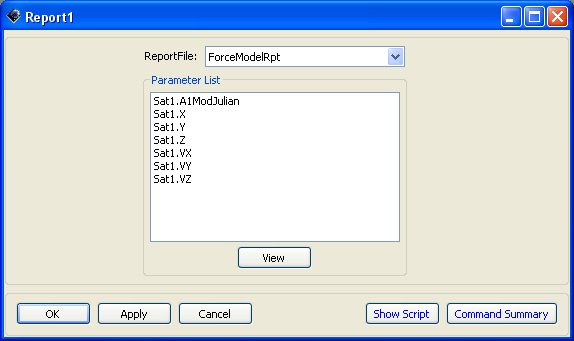 Report1
ReportFile: ForceModelRpt
Parameter List
Sat1.A1ModJulian
Sat1.X
Sat1.Y
Sat1.Z
Sat1.VX
Sat1.VY
Sat1.VZ
View
OK Apply Cancel Show Script Command Summary